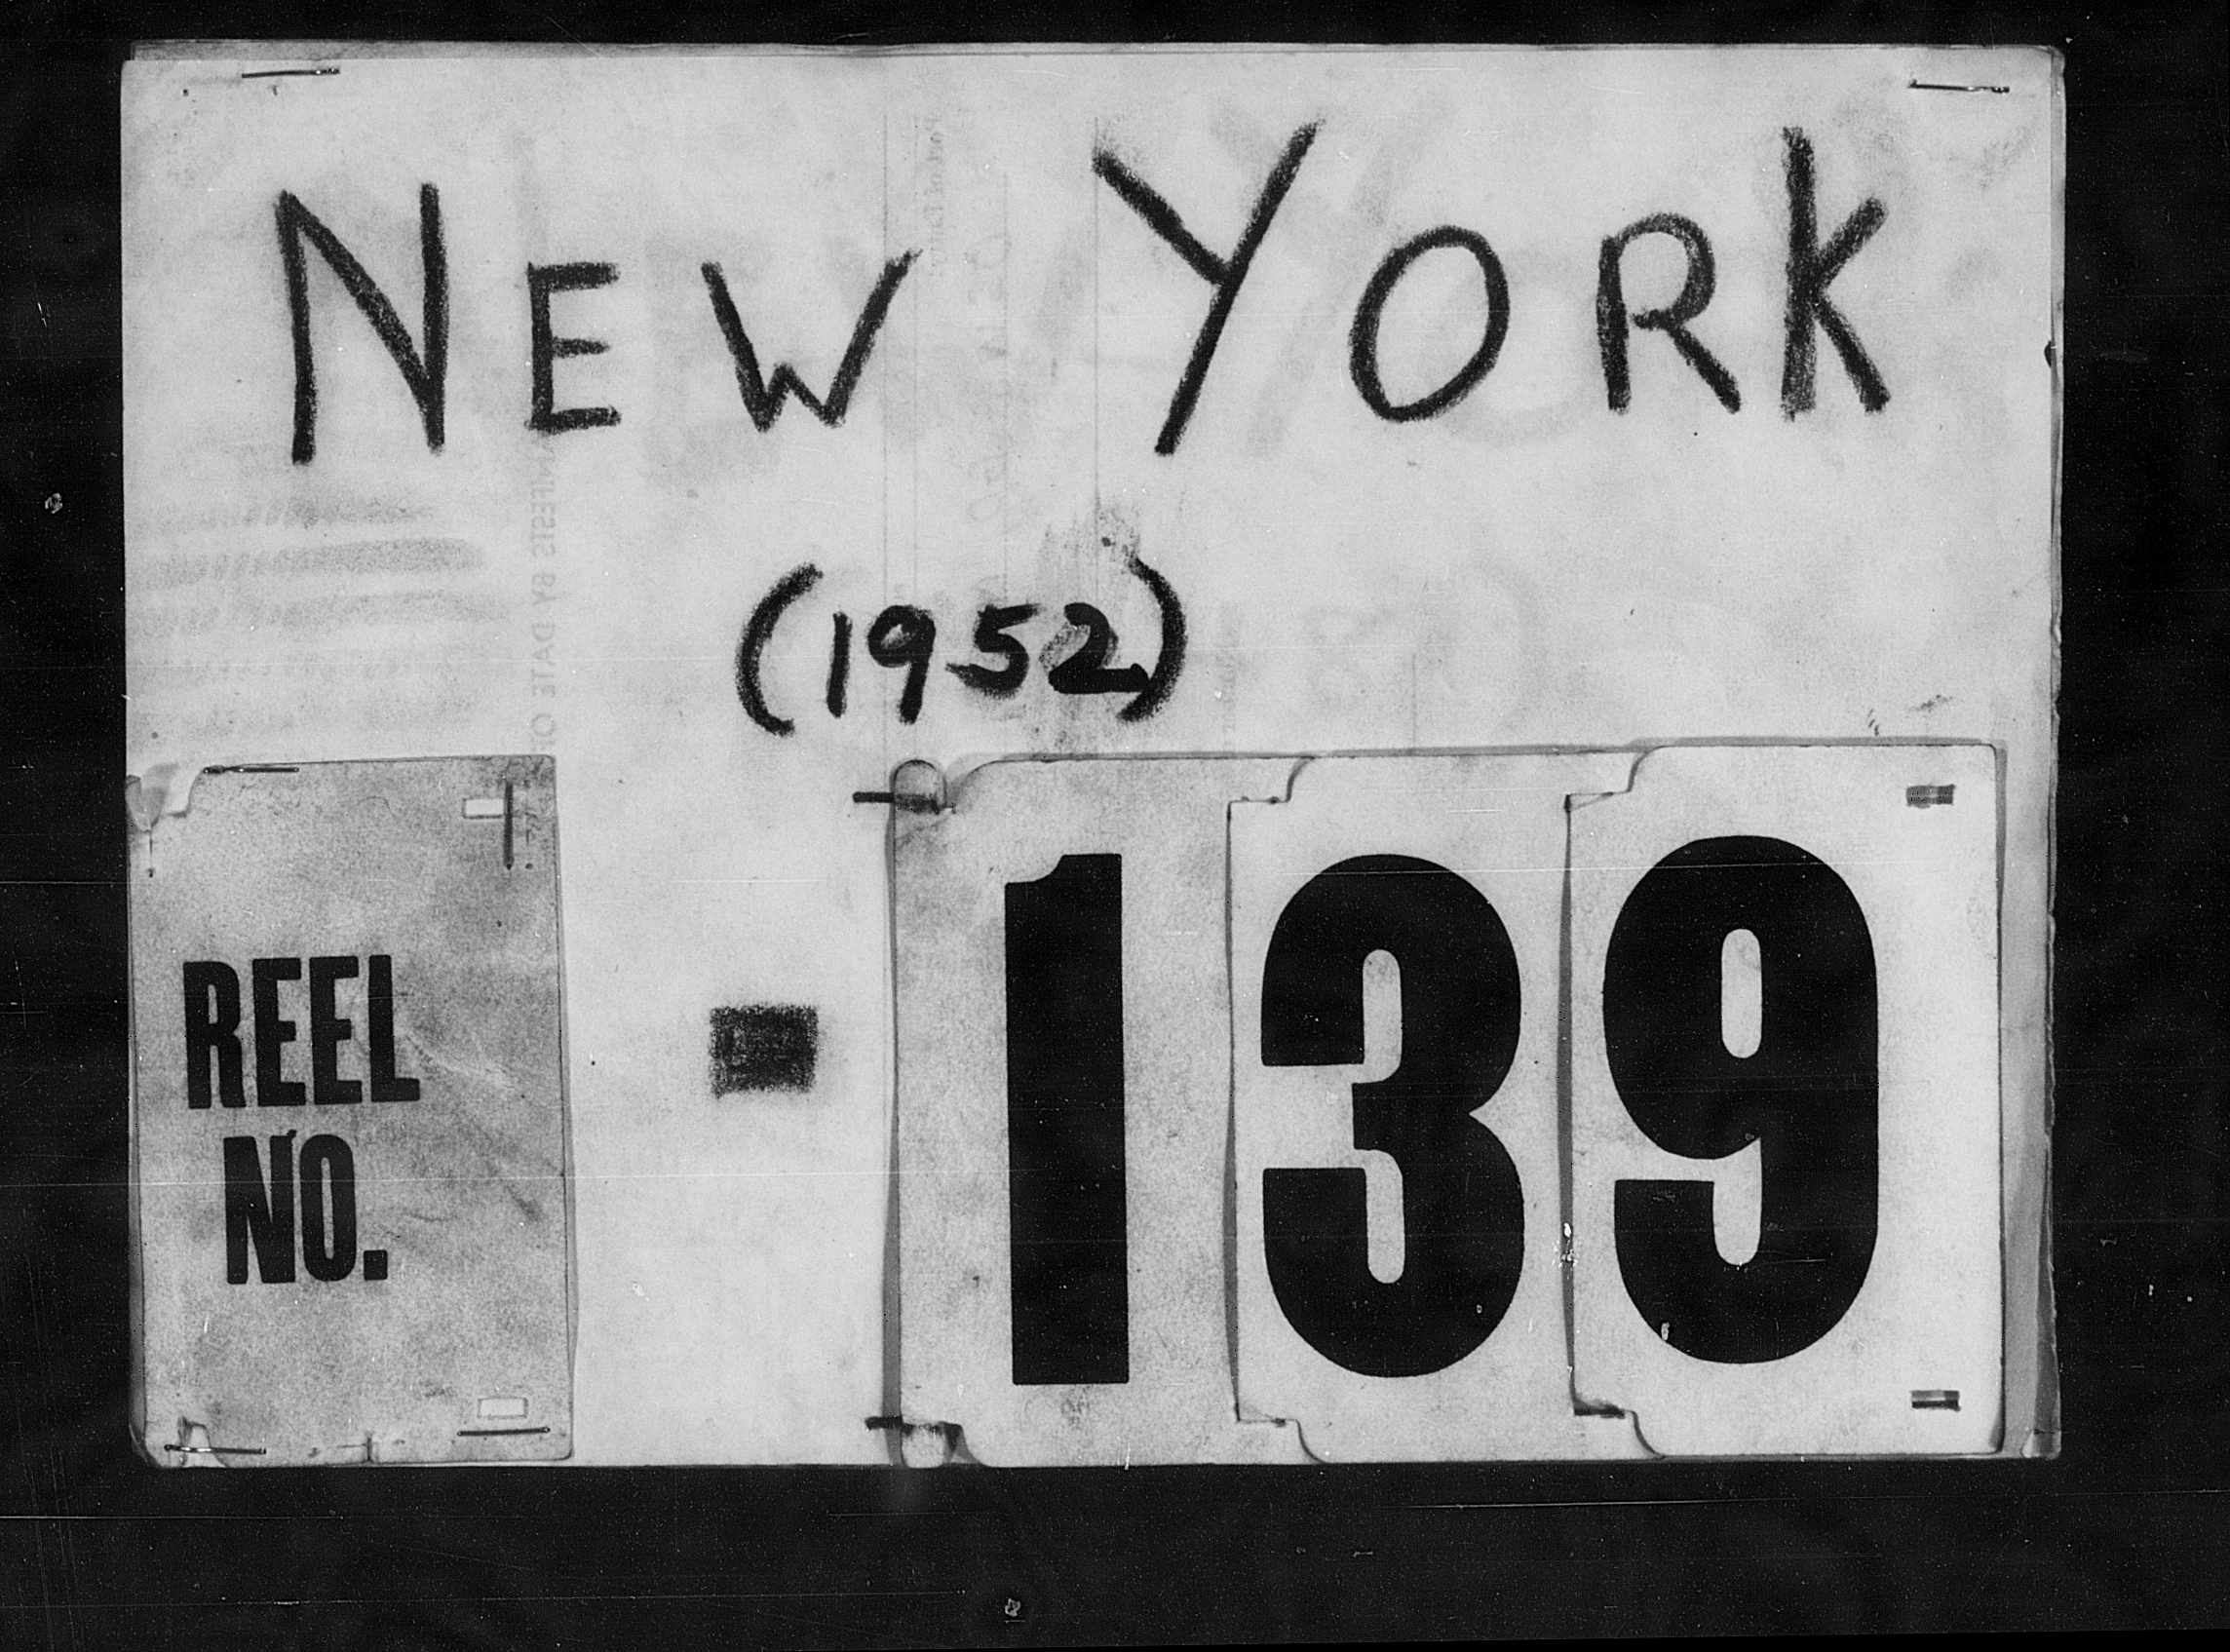 NEW YORK
(1952)
REEL
NO.
- 139